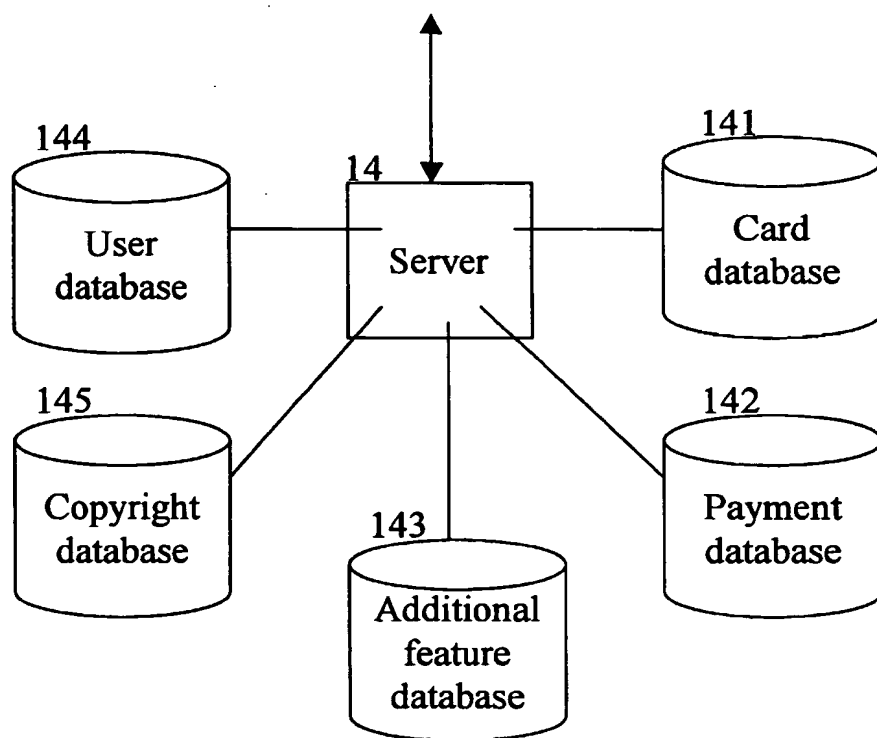 144
User
database
14
Server
141
Card
database
145
Copyright
database
143
Additional
feature
database
142
Payment
database